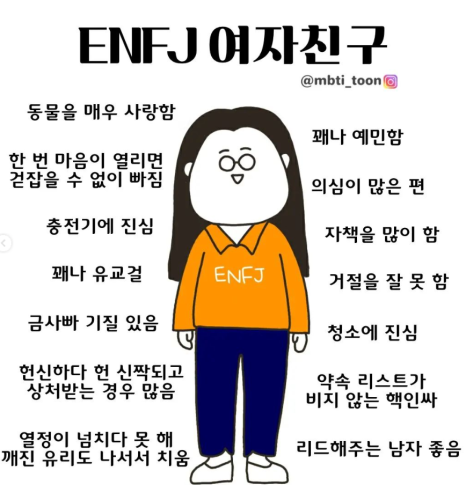 ENFJ 여자친구
@mbti_toon
동물을 매우 사랑함
한 번 마음이 열리면
걷잡을 수 없이 빠짐
충전기에 진심
꽤나 유교걸
금사빠 기질 있음
헌신하다 헌 신짝되고
상처받는 경우 많음
열정이 넘치다 못 해
깨진 유리도 나서서 치움
ENFJ
꽤나 예민함
의심이 많은 편
자책을 많이 함
거절을 잘 못 함
청소에 진심
약속 리스트가
비지 않는 핵인싸
리드해주는 남자 좋음